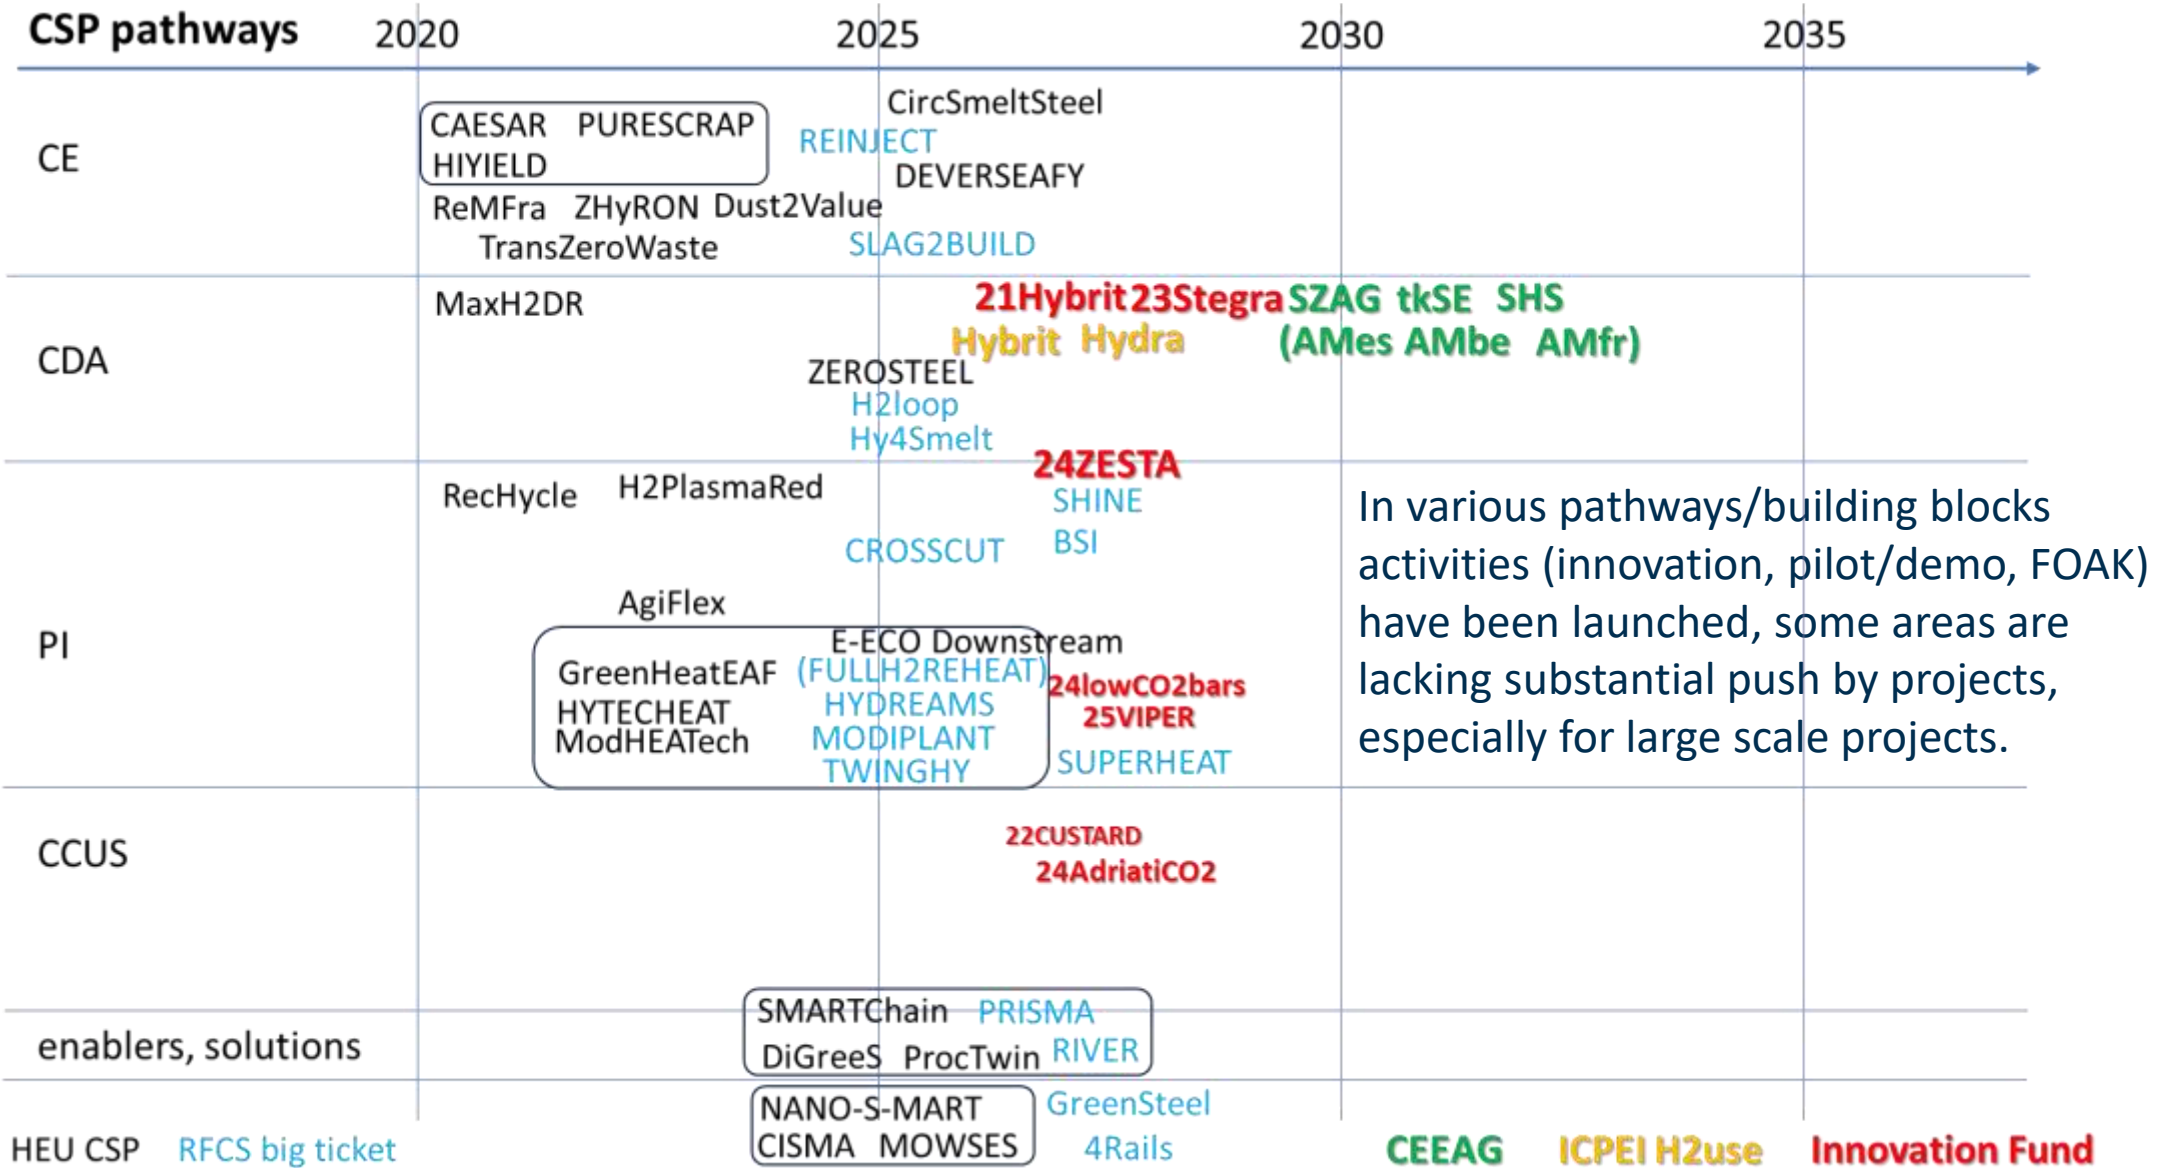 CSP pathways 2020 2025 2030 2035
CE
CAESAR PURESCRAP
HIYIELD
CircSmeltSteel
REINJECT
DEVERSEAFY
ReMFra ZHyRON Dust2Value
TransZeroWaste SLAG2BUILD
CDA
MaxH2DR
21Hybrit 23Stegra SZAG tkSE SHS
Hybrit Hydra (AMes AMbe AMfr)
ZEROSTEEL
H2loop
Hy4Smelt
PI
24ZESTA
RecHycle H2PlasmaRed SHINE
CROSSCUT BSI
AgiFlex
E-ECO Downstream
GreenHeatEAF (FULLH2REHEAT) 24lowCO2bars
HYTECHEAT HYDREAMS 25VIPER
ModHEATech MODIPLANT
TWINGHY SUPERHEAT
In various pathways/building blocks
activities (innovation, pilot/demo, FOAK)
have been launched, some areas are
lacking substantial push by projects,
especially for large scale projects.
CCUS
22CUSTARD
24AdriatiCO2
enablers, solutions
SMARTChain PRISMA
DiGreeS ProcTwin RIVER
NANO-S-MART GreenSteel
CISMA MOWSES 4Rails
HEU CSP RFCS big ticket CEEAG ICPEI H2use Innovation Fund